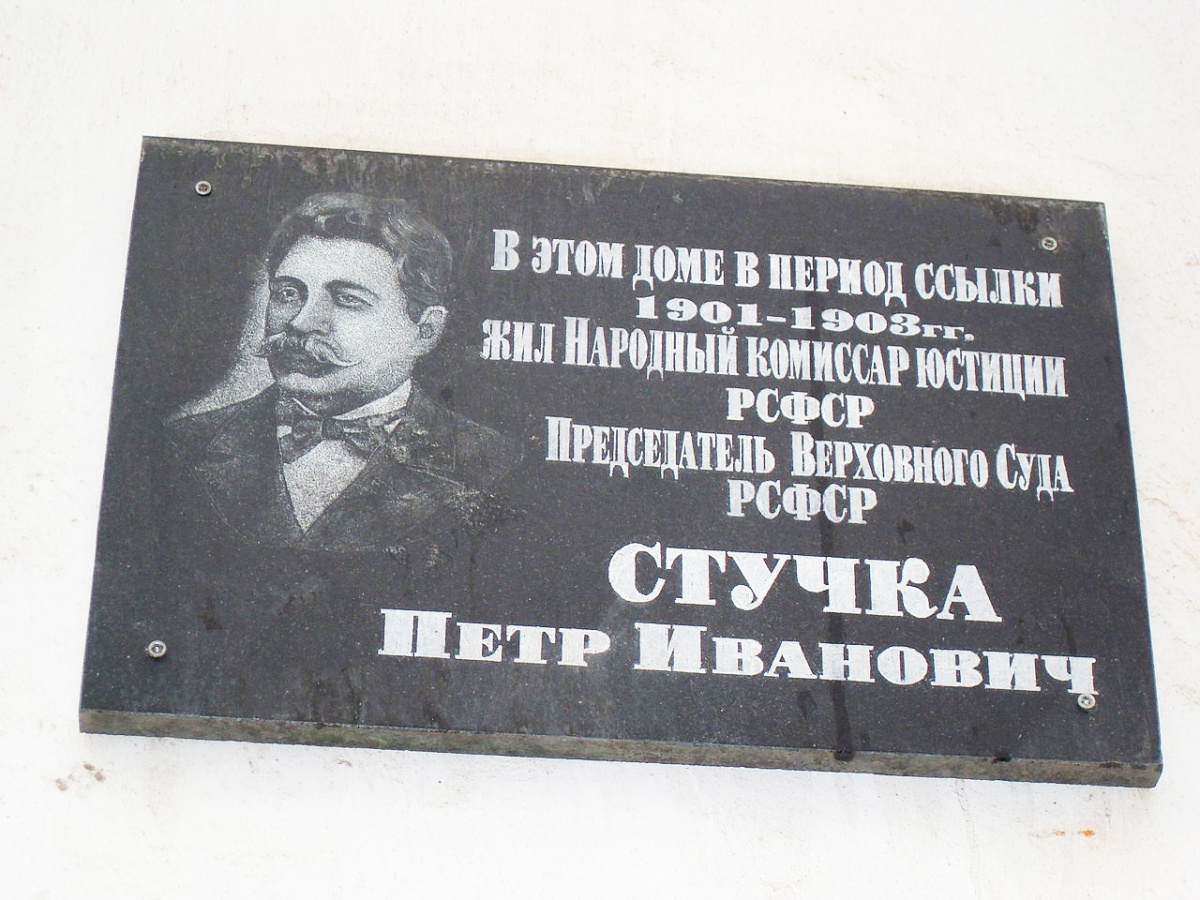 В ЭТОМ ДОМЕ В ПЕРИОД ССЫЛКИ
1901-1903гг.
ЖИЛ НАРОДНЫЙ КОМИССАР ЮСТИЦИИ
РСФСР
ПРЕДСЕДАТЕЛЬ ВЕРХОВНОГО СУДА
РСФСР
СТУЧКА
ПЕТР ИВАНОВИЧ